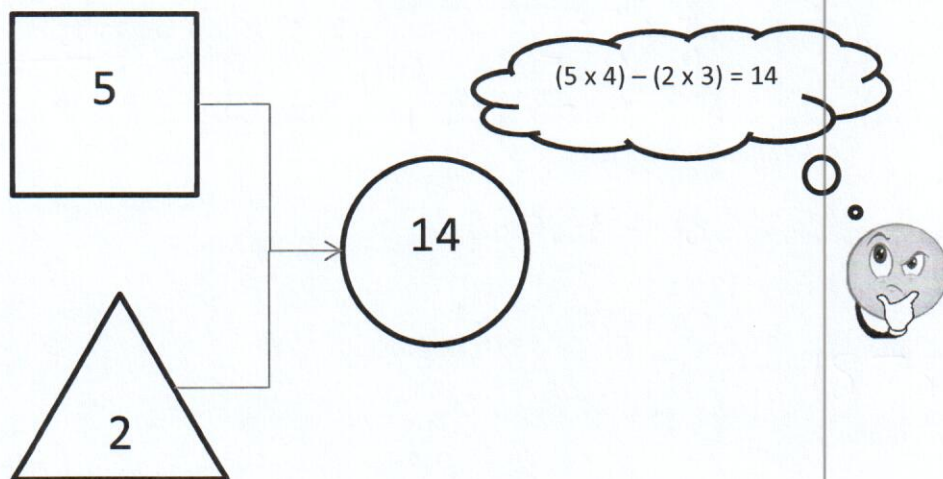 5
(5 x 4) – (2 x 3) = 14
14
2